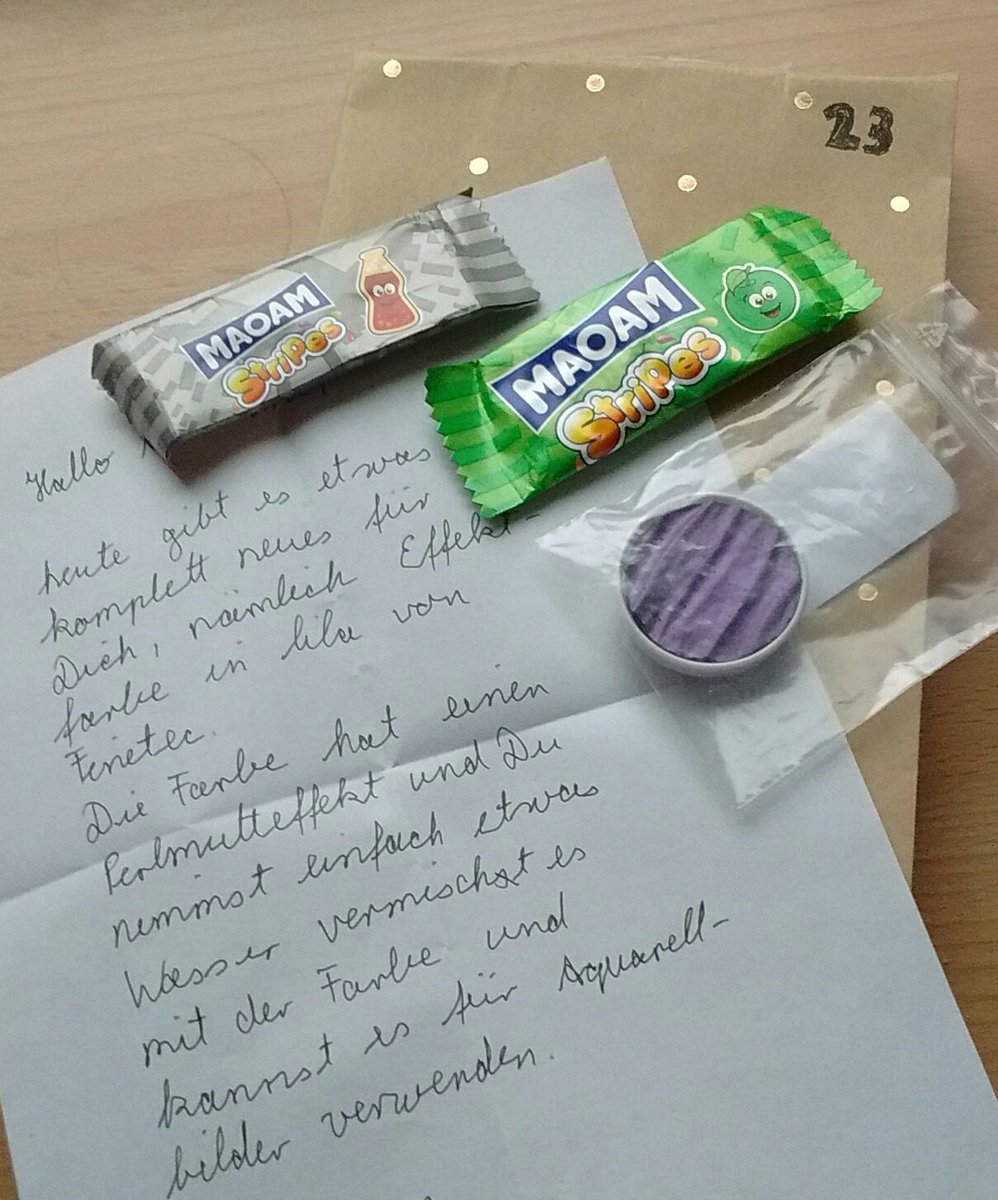 23
MAOAM
StriPes
MAOAM
StriPes
Hallo
heute gibt es etwas
komplett neues für
Dich, nämlich Effekt-
farbe in lila von
Finetec.
Die Farbe hat einen
Perlmutteffekt und Du
nimmst einfach etwas
Wasser vermischst es
mit der Farbe und
kannst es für Aquarell-
bilder verwenden.